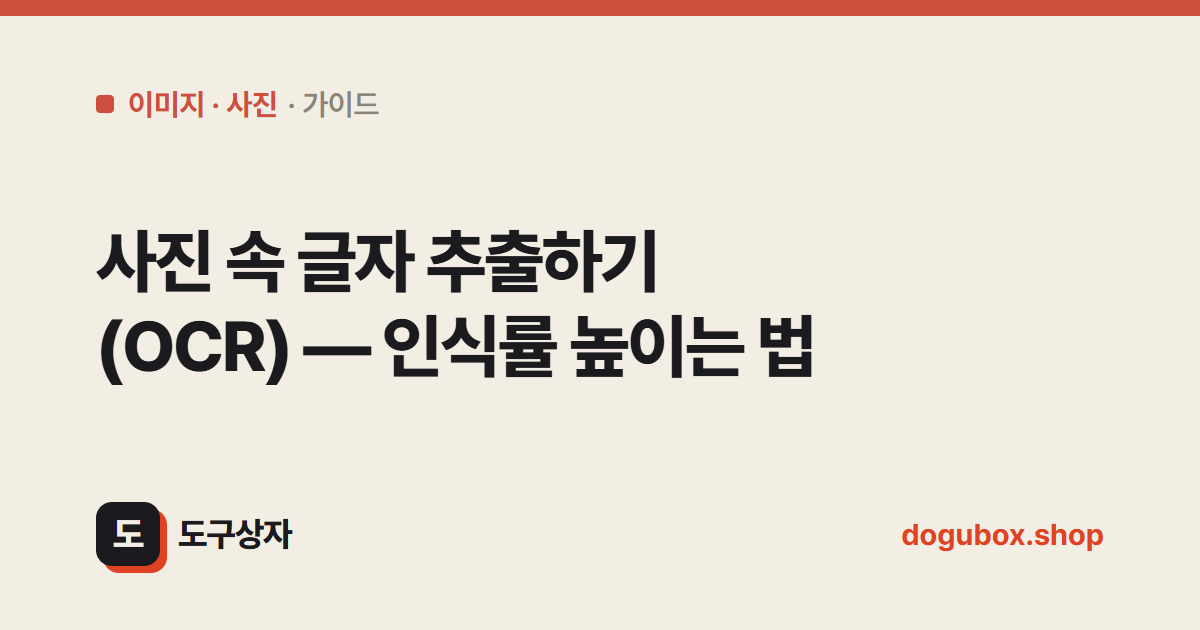 이미지 · 사진 · 가이드
사진 속 글자 추출하기
(OCR) — 인식률 높이는 법
도 도구상자
dogubox.shop